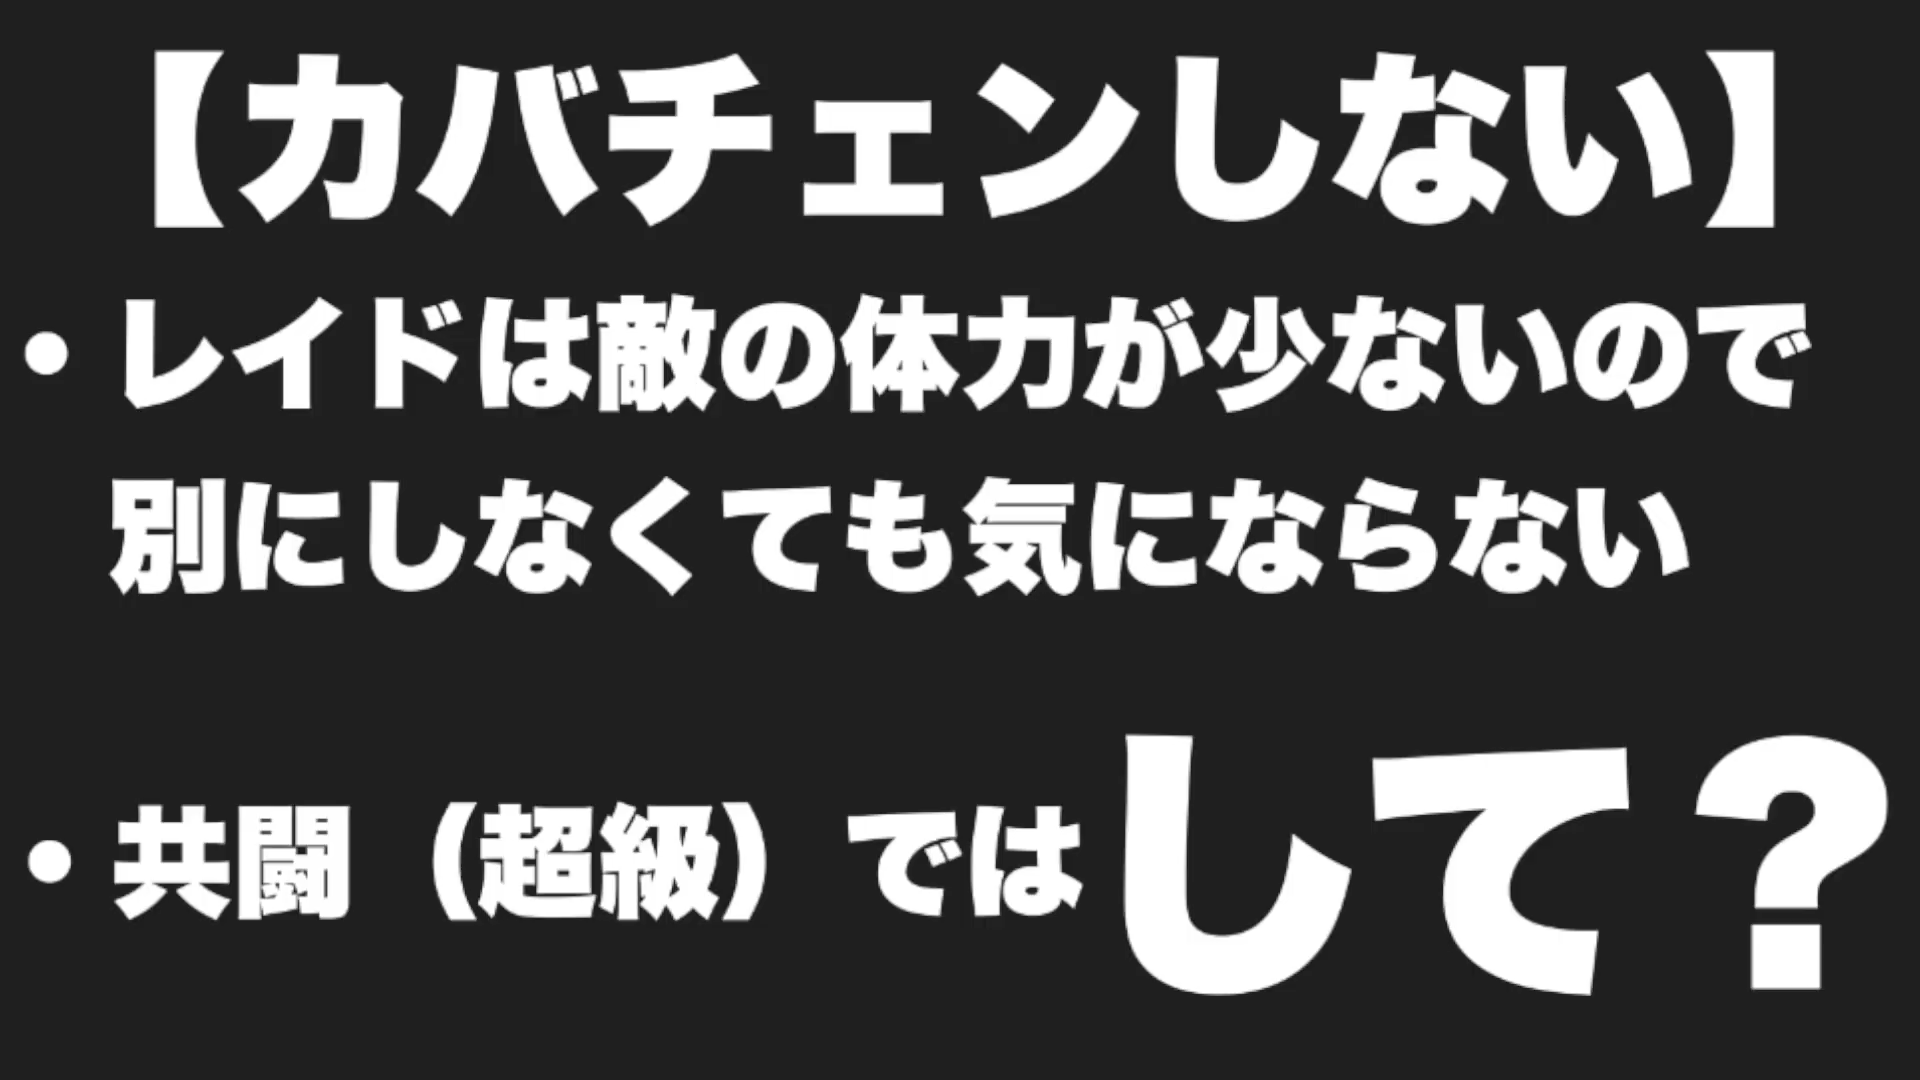 【カバチェンしない】
・レイドは敵の体力が少ないので
別にしなくても気にならない
・共闘（超級）ではして?